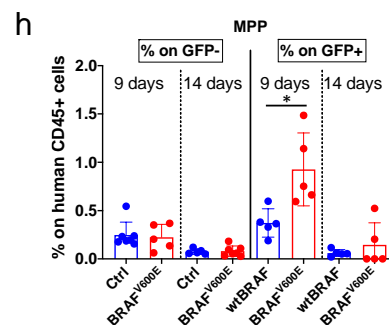 h
MPP
% on GFP- % on GFP+
9 days 14 days 9 days 14 days
% on human CD45+ cells
2.0
1.5
1.0
0.5
0.0
*
Ctrl BRAFV600E Ctrl BRAFV600E wtBRAF BRAFV600E wtBRAF BRAFV600E